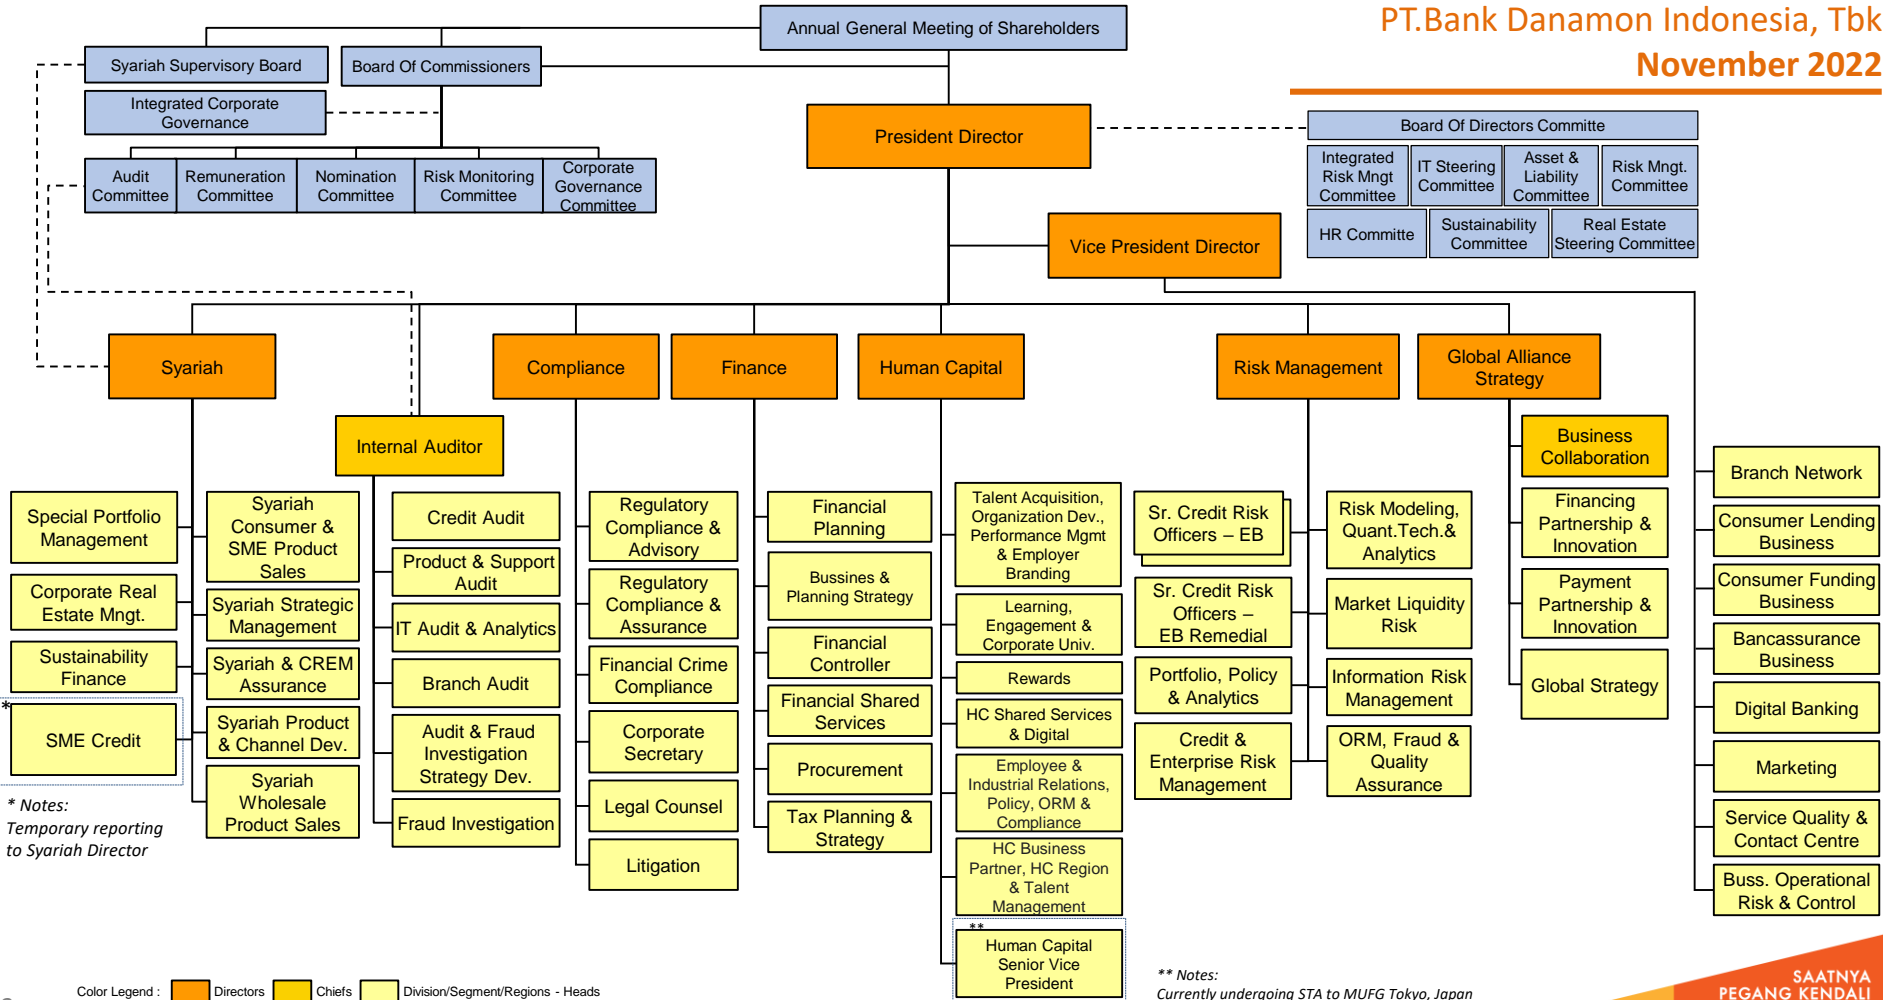 PT.Bank Danamon Indonesia, Tbk
November 2022
Annual General Meeting of Shareholders
Syariah Supervisory Board
Board Of Commissioners
Integrated Corporate
Governance
Audit
Committee
Remuneration
Committee
Nomination
Committee
Risk Monitoring
Committee
Corporate
Governance
Committee
President Director
Board Of Directors Committe
Integrated
Risk Mngt
Committee
IT Steering
Committee
Asset &
Liability
Committee
Risk Mngt.
Committee
HR Committe
Sustainability
Committee
Real Estate
Steering Committee
Vice President Director
Syariah
Compliance
Finance
Human Capital
Risk Management
Global Alliance
Strategy
Internal Auditor
Business
Collaboration
Special Portfolio
Management
Corporate Real
Estate Mngt.
Sustainability
Finance
*
SME Credit
* Notes:
Temporary reporting
to Syariah Director
Syariah
Consumer &
SME Product
Sales
Syariah Strategic
Management
Syariah & CREM
Assurance
Syariah Product
& Channel Dev.
Syariah
Wholesale
Product Sales
Credit Audit
Product & Support
Audit
IT Audit & Analytics
Branch Audit
Audit & Fraud
Investigation
Strategy Dev.
Fraud Investigation
Regulatory
Compliance &
Advisory
Regulatory
Compliance &
Assurance
Financial Crime
Compliance
Corporate
Secretary
Legal Counsel
Litigation
Financial
Planning
Bussines &
Planning Strategy
Financial
Controller
Financial Shared
Services
Procurement
Tax Planning &
Strategy
Talent Acquisition,
Organization Dev.,
Performance Mgmt
& Employer
Branding
Learning,
Engagement &
Corporate Univ.
Rewards
HC Shared Services
& Digital
Employee &
Industrial Relations,
Policy, ORM &
Compliance
HC Business
Partner, HC Region
& Talent
Management
**
Human Capital
Senior Vice
President
Sr. Credit Risk
Officers – EB
Sr. Credit Risk
Officers –
EB Remedial
Portfolio, Policy
& Analytics
Credit &
Enterprise Risk
Management
Risk Modeling,
Quant.Tech.&
Analytics
Market Liquidity
Risk
Information Risk
Management
ORM, Fraud &
Quality
Assurance
Financing
Partnership &
Innovation
Payment
Partnership &
Innovation
Global Strategy
Branch Network
Consumer Lending
Business
Consumer Funding
Business
Bancassurance
Business
Digital Banking
Marketing
Service Quality &
Contact Centre
Buss. Operational
Risk & Control
Color Legend :
Directors
Chiefs
Division/Segment/Regions - Heads
** Notes:
Currently undergoing STA to MUFG Tokyo, Japan
SAATNYA
PEGANG KENDALI